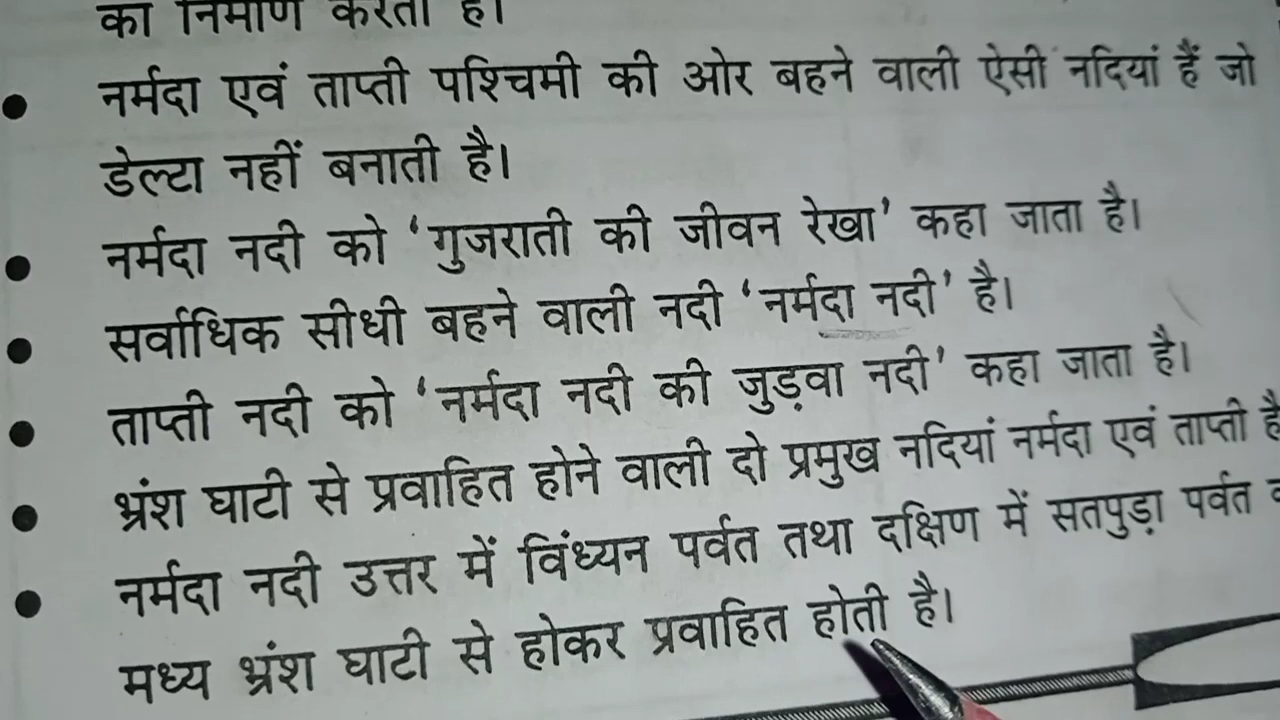 का निर्माण करती है।
नर्मदा एवं ताप्ती पश्चिमी की ओर बहने वाली ऐसी नदियां हैं जो
डेल्टा नहीं बनाती है।
नर्मदा नदी को 'गुजराती की जीवन रेखा' कहा जाता है।
सर्वाधिक सीधी बहने वाली नदी 'नर्मदा नदी' है।
ताप्ती नदी को 'नर्मदा नदी की जुड़वा नदी' कहा जाता है।
भ्रंश घाटी से प्रवाहित होने वाली दो प्रमुख नदियां नर्मदा एवं ताप्ती है
नर्मदा नदी उत्तर में विंध्यन पर्वत तथा दक्षिण में सतपुड़ा पर्वत
मध्य भ्रंश घाटी से होकर प्रवाहित होती है।